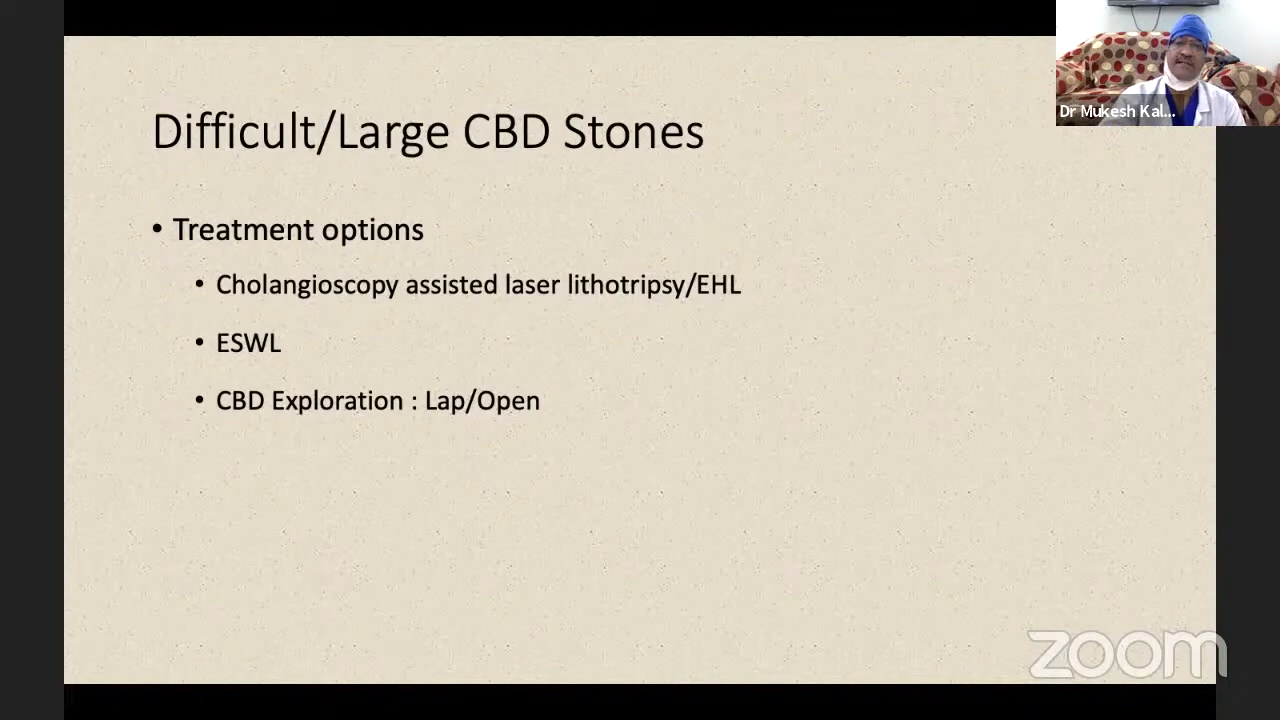 Difficult/Large CBD Stones
• Treatment options
• Cholangioscopy assisted laser lithotripsy/EHL
• ESWL
• CBD Exploration : Lap/Open
Dr Mukesh Kal...
zoom